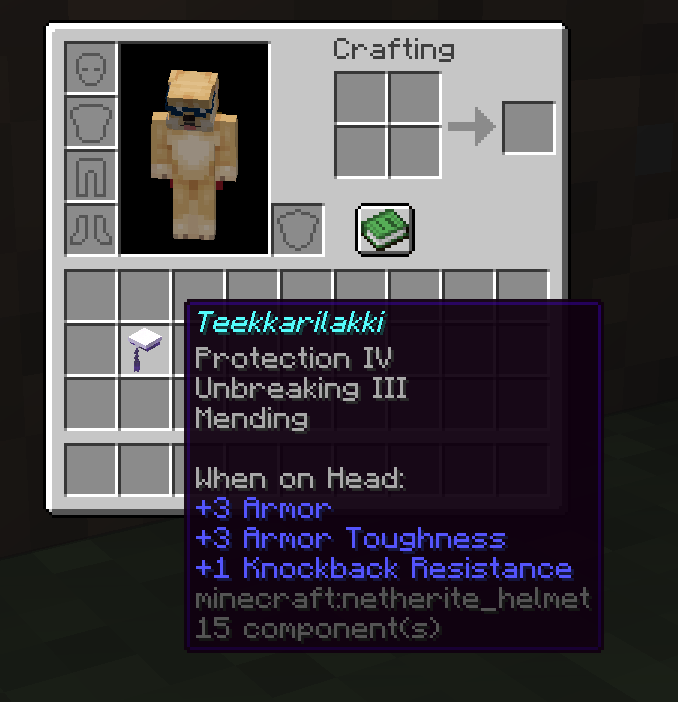 Crafting
Teekkarilakki
Protection IV
Unbreaking III
Mending
When on Head:
+3 Armor
+3 Armor Toughness
+1 Knockback Resistance
minecraft:netherite_helmet
15 component(s)